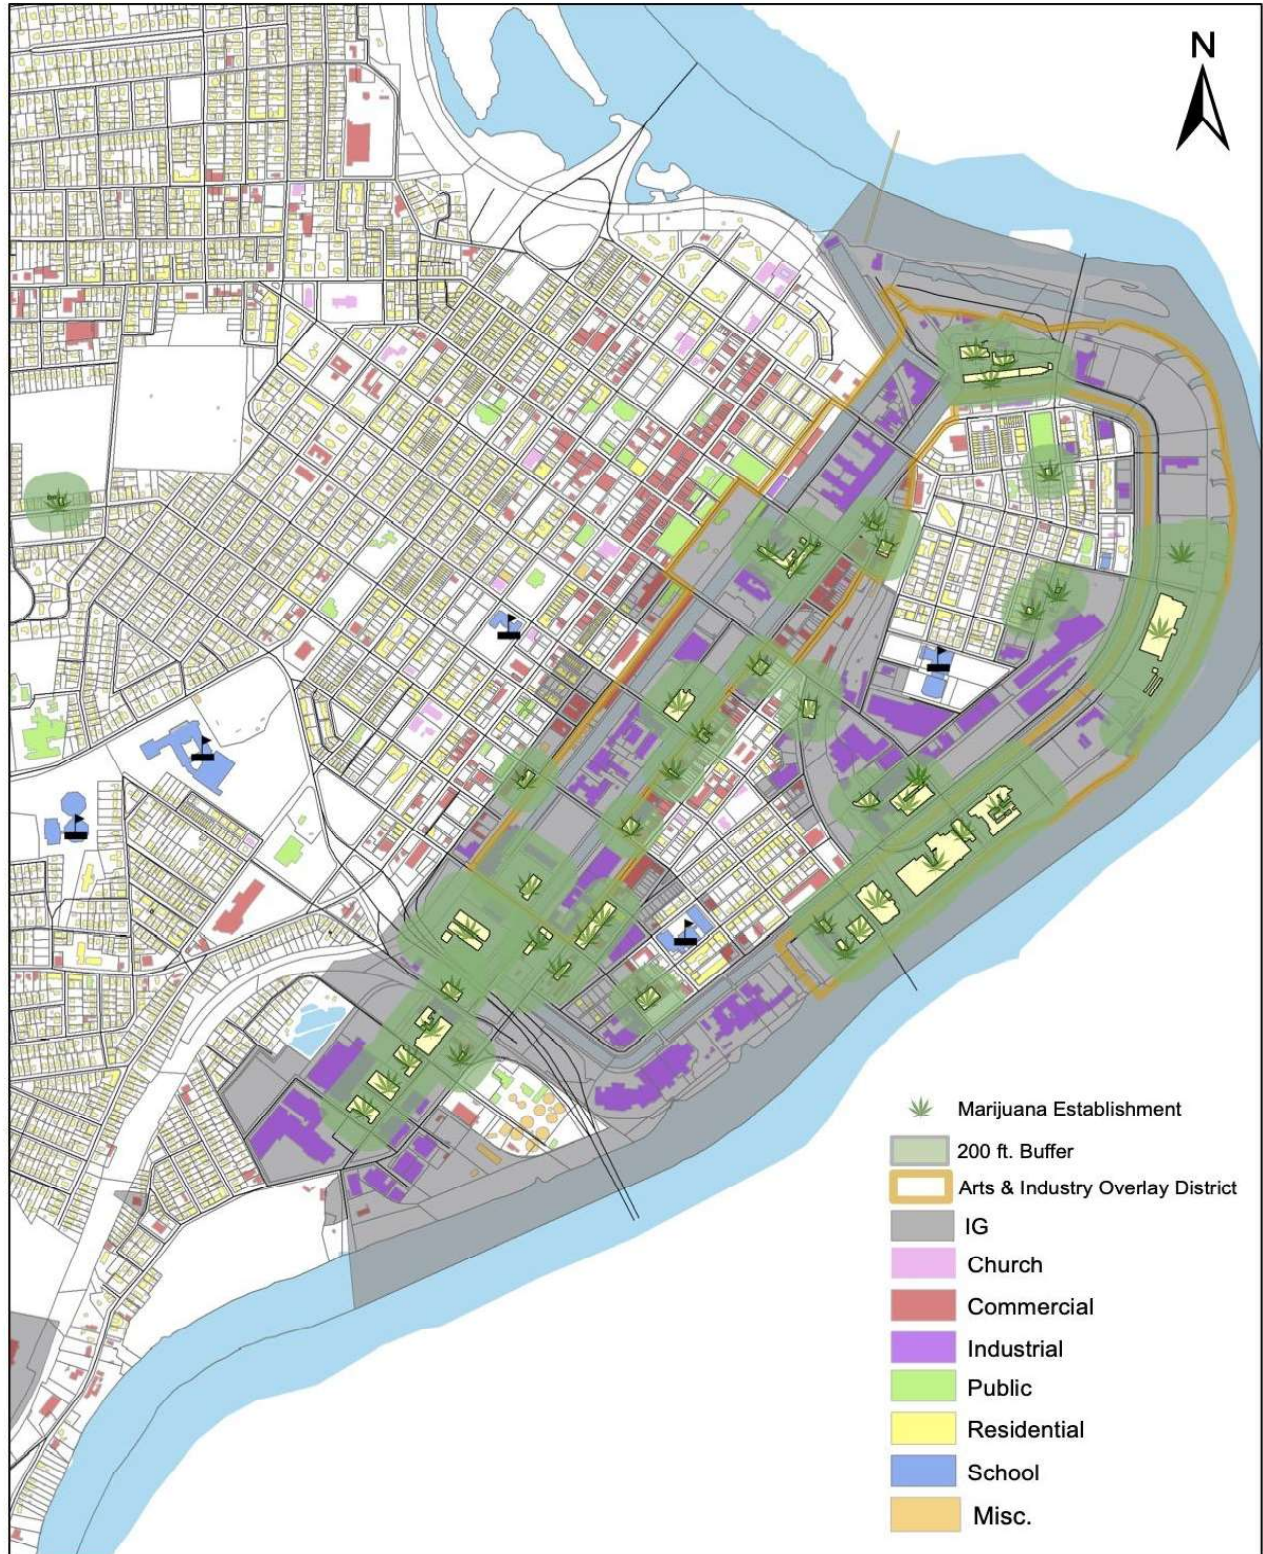 N
Marijuana Establishment
200 ft. Buffer
Arts & Industry Overlay District
IG
Church
Commercial
Industrial
Public
Residential
School
Misc.